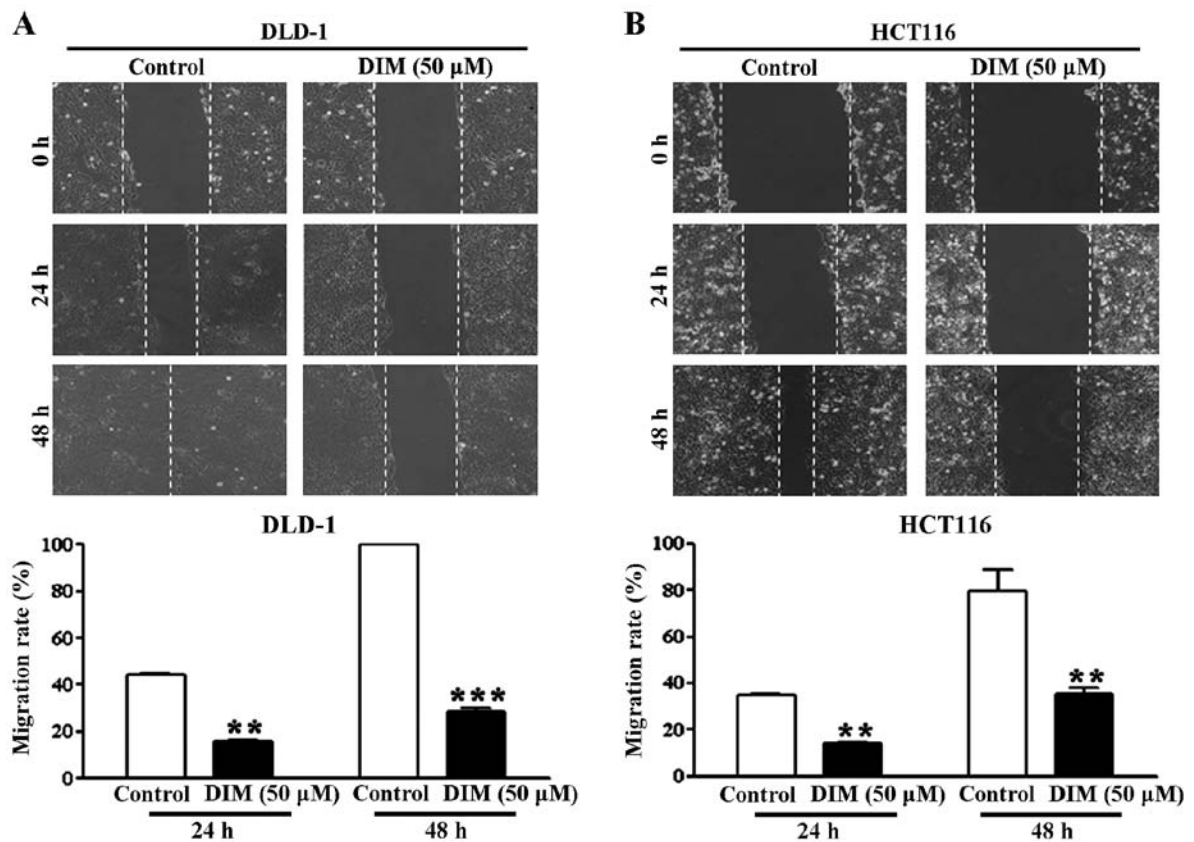 A
DLD-1
Control DIM (50 μM)
0 h
24 h
48 h
DLD-1
Migration rate (%)
100
80
60
40
20
0
**
***
Control DIM (50 μM) Control DIM (50 μM)
24 h 48 h
B
HCT116
Control DIM (50 μM)
0 h
24 h
48 h
HCT116
Migration rate (%)
100
80
60
40
20
0
**
**
Control DIM (50 μM) Control DIM (50 μM)
24 h 48 h